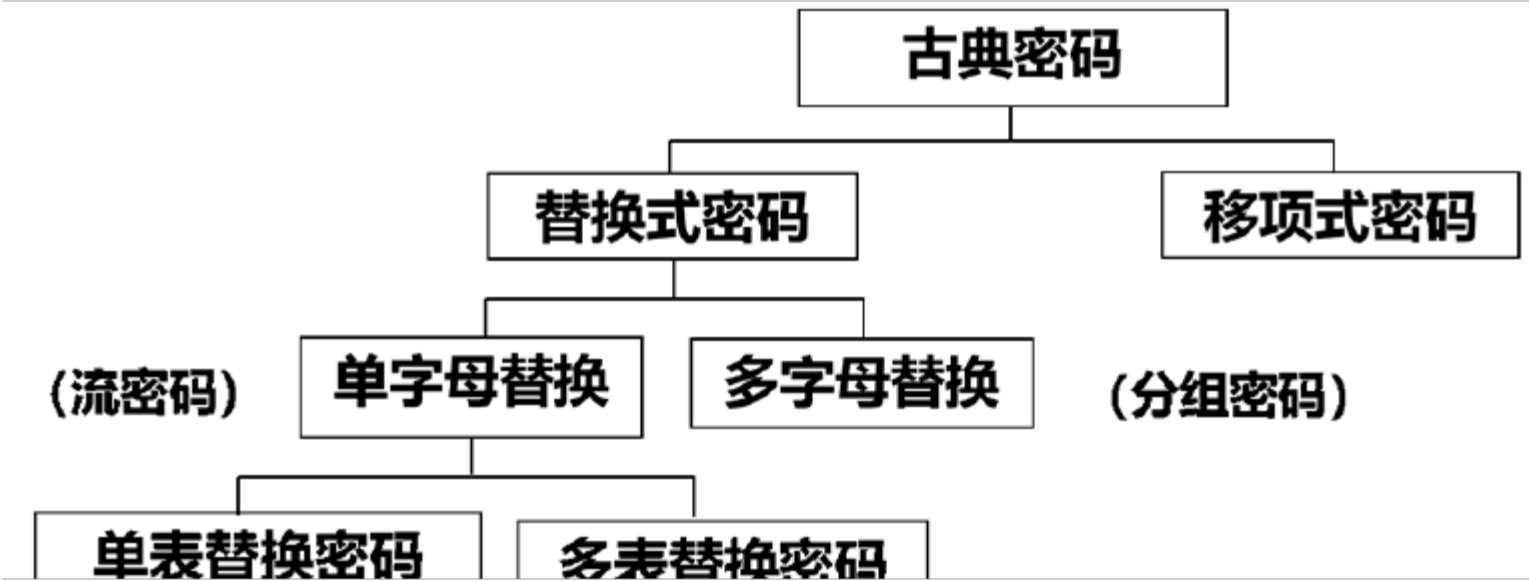 古典密码
替换式密码
移项式密码
(流密码)
单字母替换
多字母替换
(分组密码)
单表替换密码
多表替换密码